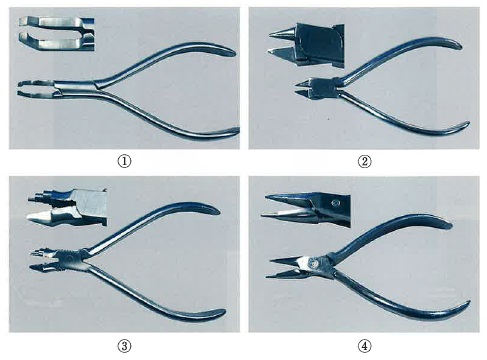 ①
②
③
④